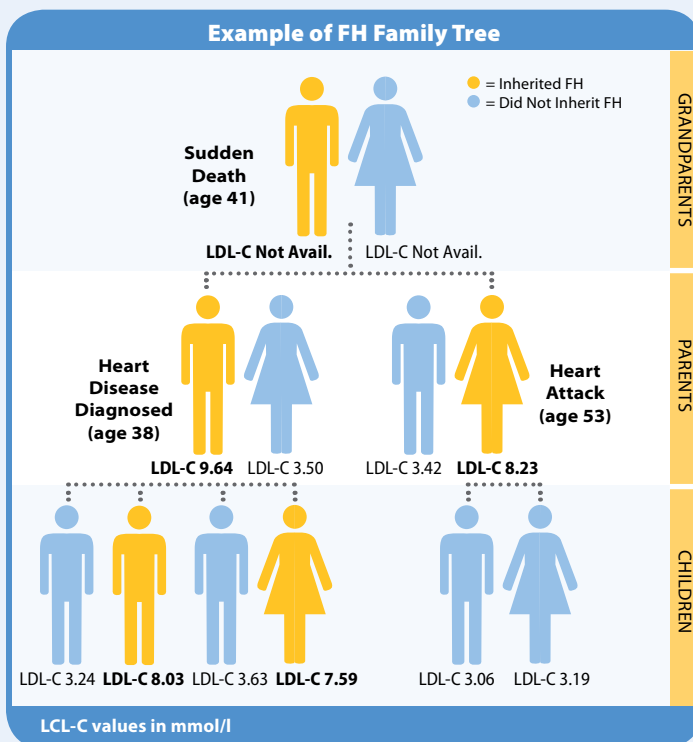 Example of FH Family Tree
= Inherited FH
= Did Not Inherit FH
GRANDPARENTS
Sudden
Death
(age 41)
LDL-C Not Avail.
LDL-C Not Avail.
PARENTS
Heart
Disease
Diagnosed
(age 38)
Heart
Attack
(age 53)
LDL-C 9.64
LDL-C 3.50
LDL-C 3.42
LDL-C 8.23
CHILDREN
LDL-C 3.24
LDL-C 8.03
LDL-C 3.63
LDL-C 7.59
LDL-C 3.06
LDL-C 3.19
LCL-C values in mmol/l